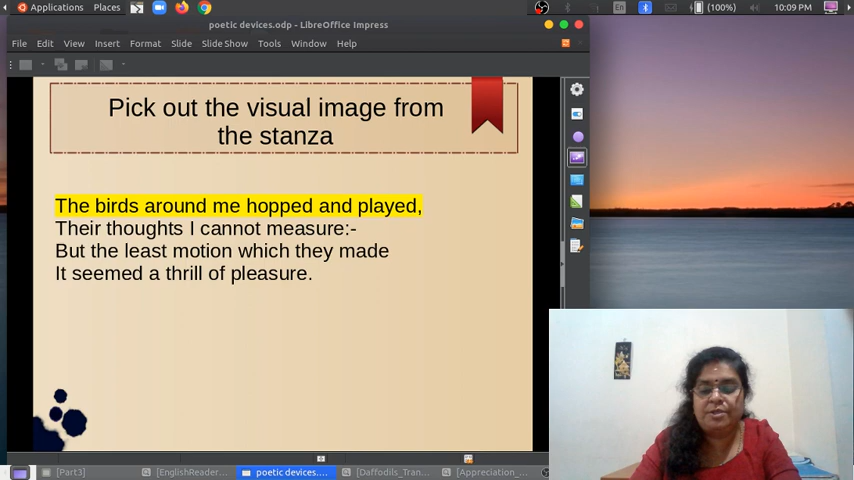 Applications Places En (100%) 10:09 PM
poetic devices.odp - LibreOffice Impress
File Edit View Insert Format Slide Slide Show Tools Window Help
Pick out the visual image from
the stanza
The birds around me hopped and played,
Their thoughts I cannot measure:-
But the least motion which they made
It seemed a thrill of pleasure.
[Part3] [EnglishReader... poetic devices.... [Daffodils_Tran... [Appreciation_...